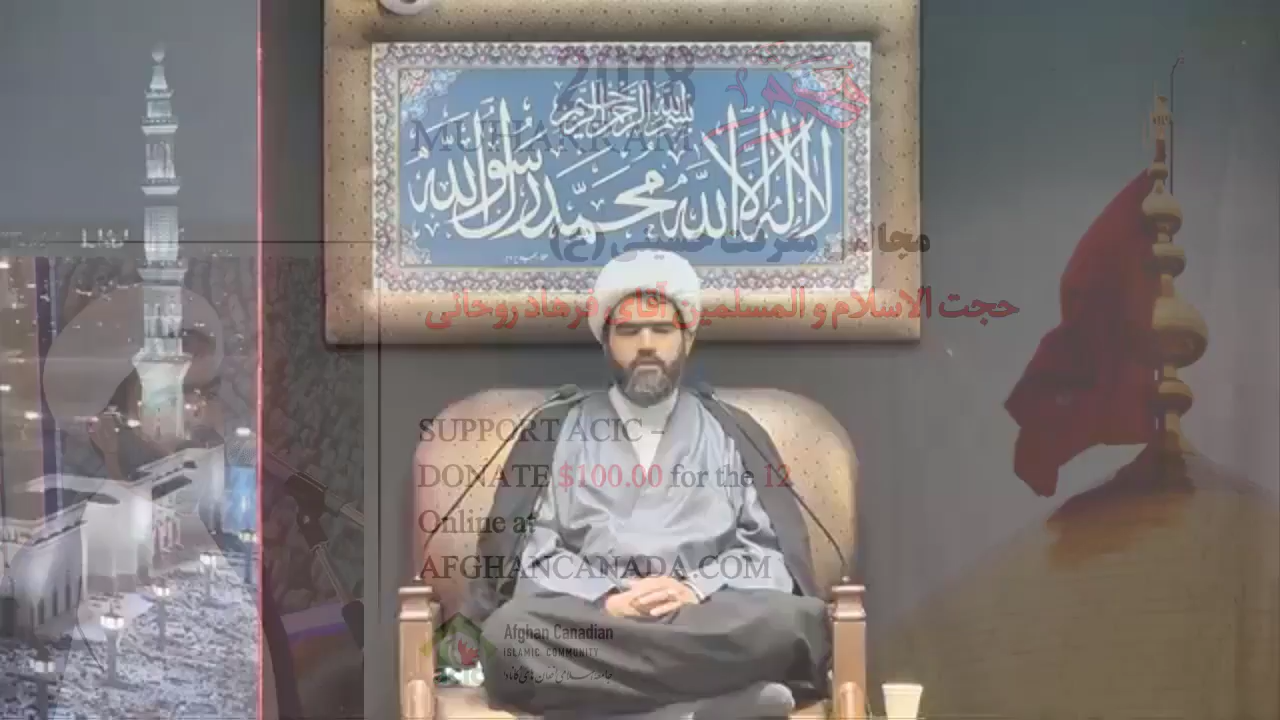 2018
MUHARRAM
بسم الله الرحمن الرحیم
لا اله الا الله محمد رسول الله
مجالس معرفت حسینی (ع)
حجت الاسلام و المسلمین آقای فرهاد روحانی
SUPPORT ACIC -
DONATE $100.00 for the 12
Online at
AFGHANCANADA.COM
Afghan Canadian
ISLAMIC COMMUNITY